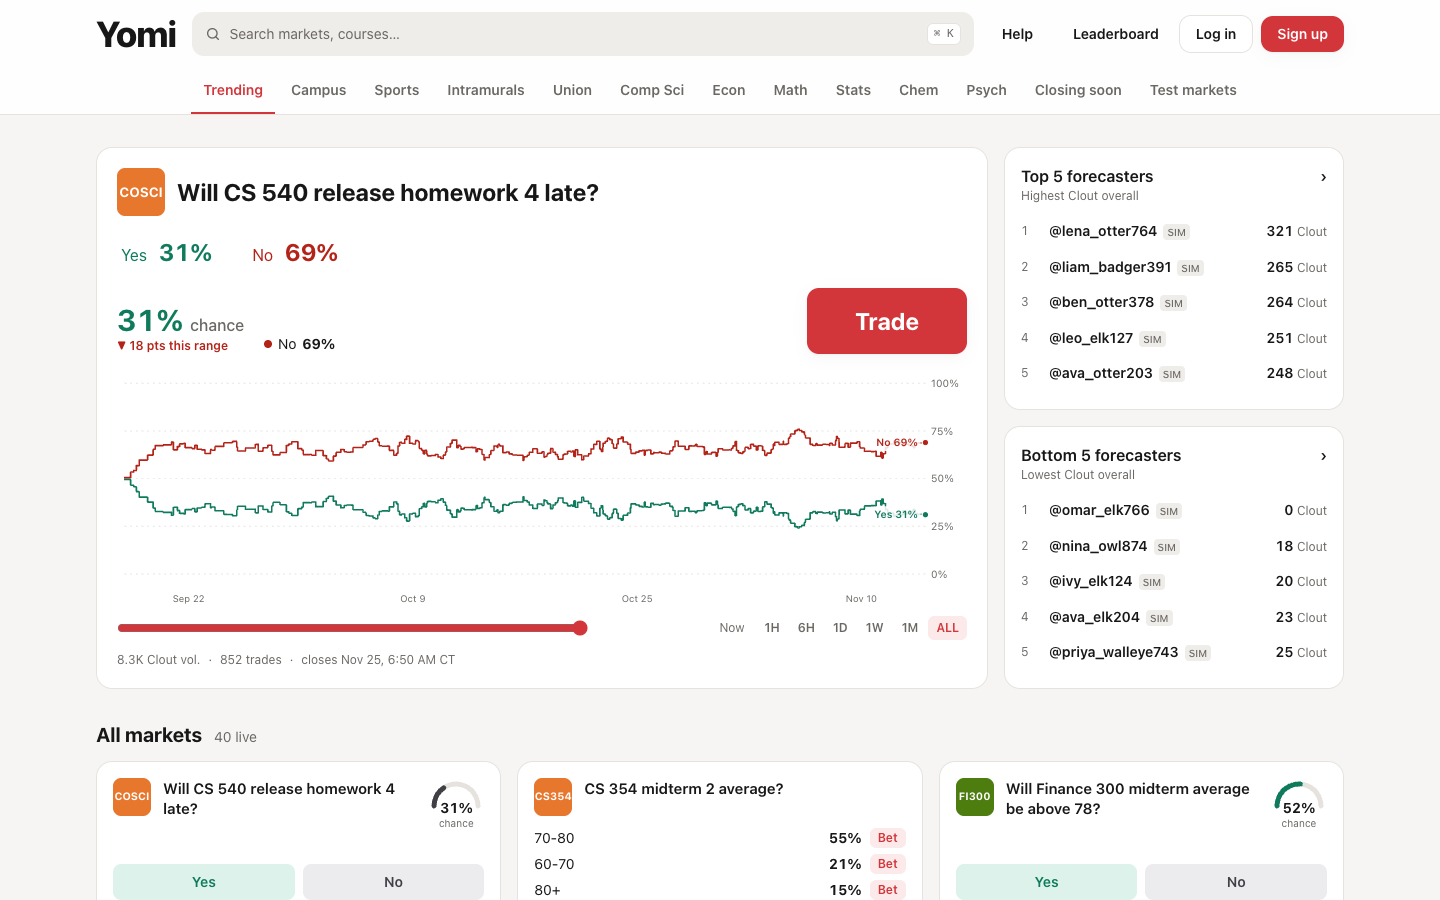 Yomi
Search markets, courses...
⌘ K
Help
Leaderboard
Log in
Sign up
Trending
Campus
Sports
Intramurals
Union
Comp Sci
Econ
Math
Stats
Chem
Psych
Closing soon
Test markets
COSCI
Will CS 540 release homework 4 late?
Yes 31% No 69%
31% chance
▼ 18 pts this range
No 69%
Trade
100%
75%
No 69%
50%
Yes 31%
25%
0%
Sep 22
Oct 9
Oct 25
Nov 10
Now 1H 6H 1D 1W 1M ALL
8.3K Clout vol. · 852 trades · closes Nov 25, 6:50 AM CT
Top 5 forecasters ›
Highest Clout overall
1 @lena_otter764 SIM 321 Clout
2 @liam_badger391 SIM 265 Clout
3 @ben_otter378 SIM 264 Clout
4 @leo_elk127 SIM 251 Clout
5 @ava_otter203 SIM 248 Clout
Bottom 5 forecasters ›
Lowest Clout overall
1 @omar_elk766 SIM 0 Clout
2 @nina_owl874 SIM 18 Clout
3 @ivy_elk124 SIM 20 Clout
4 @ava_elk204 SIM 23 Clout
5 @priya_walleye743 SIM 25 Clout
All markets 40 live
COSCI
Will CS 540 release homework 4
late?
31%
chance
Yes
No
CS354
CS 354 midterm 2 average?
70-80 55% Bet
60-70 21% Bet
80+ 15% Bet
FI300
Will Finance 300 midterm average
be above 78?
52%
chance
Yes
No